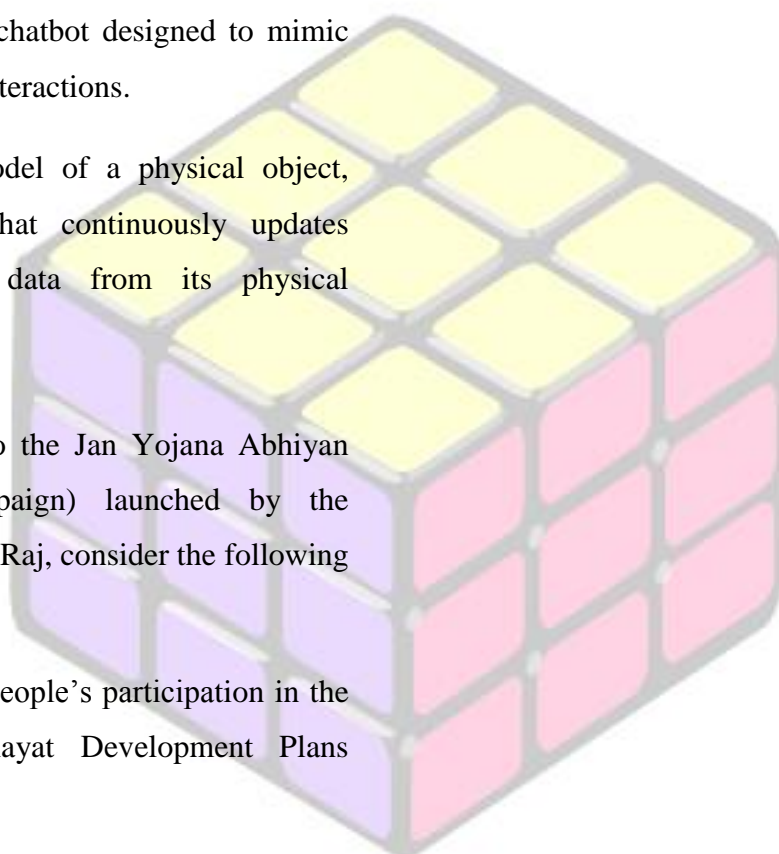 chatbot designed to mimic
teractions.
odel of a physical object,
hat continuously updates
data from its physical
o the Jan Yojana Abhiyan
paign) launched by the
Raj, consider the following
eople's participation in the
ayat Development Plans